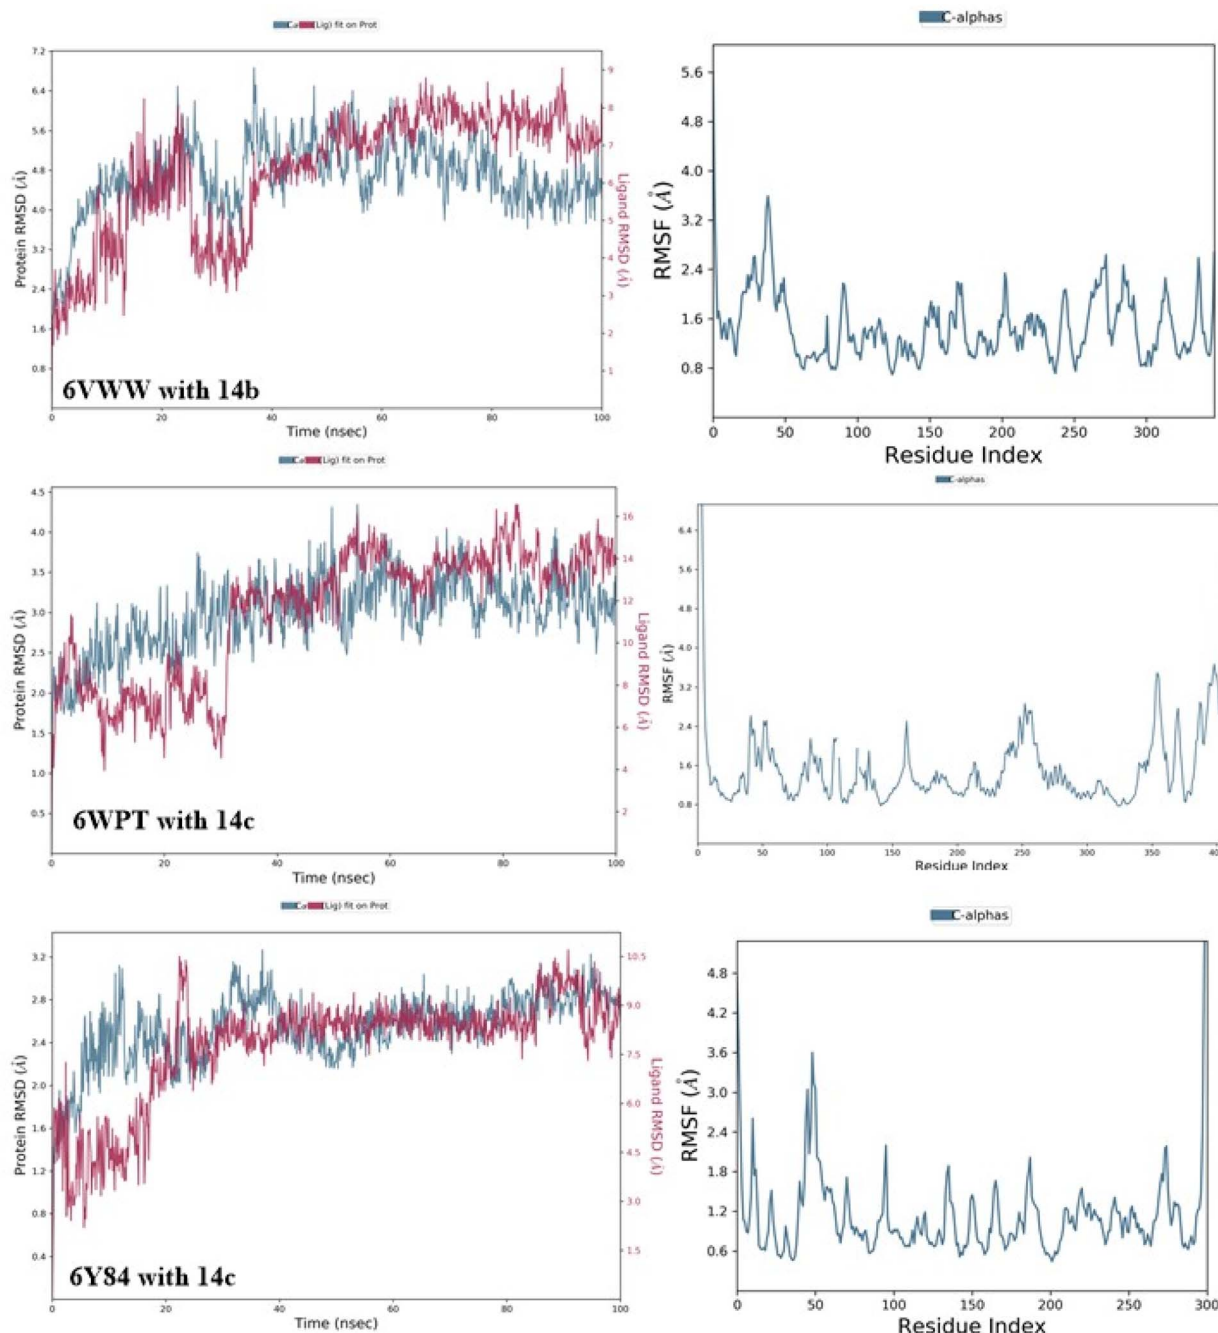 Ca (Lig) fit on Prot
7.2
6.4
5.6
4.8
4.0
3.2
2.4
1.6
0.8
Protein RMSD (Å)
9
8
7
6
5
4
3
2
1
Ligand RMSD (Å)
6VWW with 14b
0 20 40 60 80 100
Time (nsec)
C-alphas
5.6
4.8
4.0
3.2
2.4
1.6
0.8
RMSF (Å)
0 50 100 150 200 250 300
Residue Index
Ca (Lig) fit on Prot
4.5
4.0
3.5
3.0
2.5
2.0
1.5
1.0
0.5
Protein RMSD (Å)
16
14
12
10
8
6
4
2
Ligand RMSD (Å)
6WPT with 14c
0 20 40 60 80 100
Time (nsec)
C-alphas
6.4
5.6
4.8
4.0
3.2
2.4
1.6
0.8
RMSF (Å)
0 50 100 150 200 250 300 350 40
Residue Index
Ca (Lig) fit on Prot
3.2
2.8
2.4
2.0
1.6
1.2
0.8
0.4
Protein RMSD (Å)
10.5
9.0
7.5
6.0
4.5
3.0
1.5
Ligand RMSD (Å)
6Y84 with 14c
0 20 40 60 80 100
Time (nsec)
C-alphas
4.8
4.2
3.6
3.0
2.4
1.8
1.2
0.6
RMSF (Å)
0 50 100 150 200 250 300
Residue Index